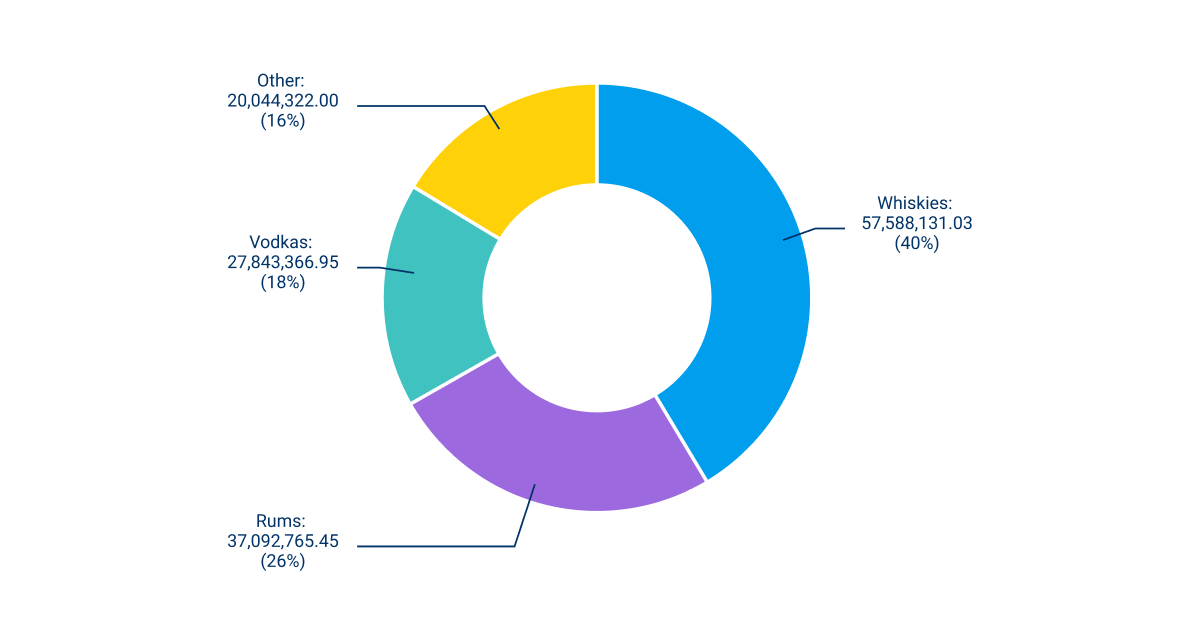 Other:
20,044,322.00
(16%)
Whiskies:
57,588,131.03
(40%)
Vodkas:
27,843,366.95
(18%)
Rums:
37,092,765.45
(26%)